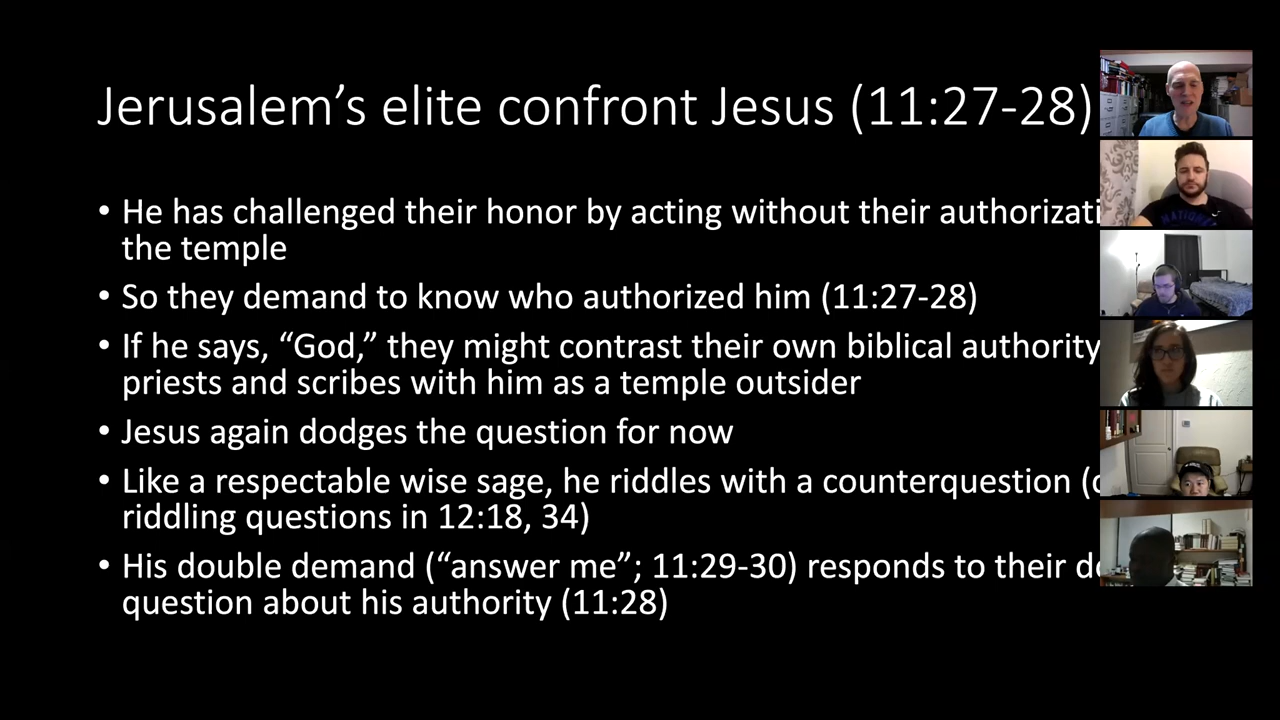 Jerusalem’s elite confront Jesus (11:27-28)
• He has challenged their honor by acting without their
the temple
• So they demand to know who authorized him (11:27-28)
• If he says, “God,” they might contrast their own biblical authority
priests and scribes with him as a temple outsider
• Jesus again dodges the question for now
• Like a respectable wise sage, he riddles with a counterquestion
riddling questions in 12:18, 34)
• His double demand (“answer me”; 11:29-30) responds to their
question about his authority (11:28)